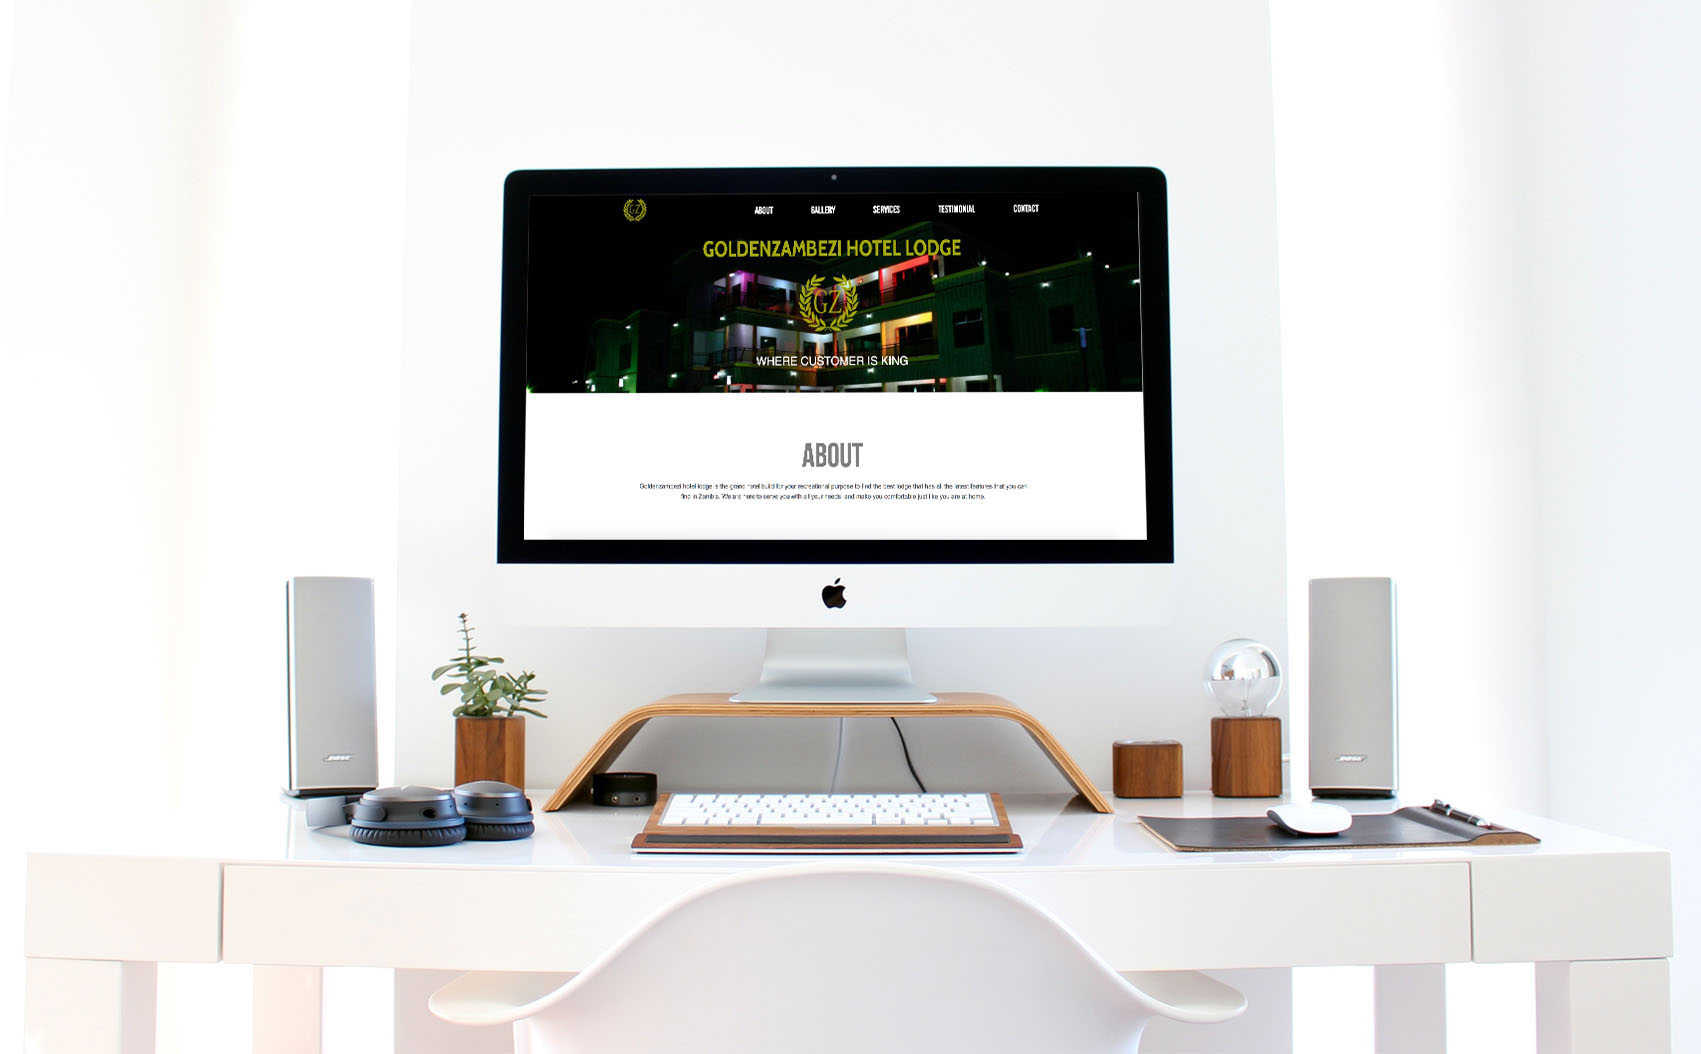 GZ
ABOUT GALLERY SERVICES TESTIMONIAL CONTACT
GOLDENZAMBEZI HOTEL LODGE
GZ
WHERE CUSTOMER IS KING
ABOUT
Goldenzambezi hotel lodge is the grand hotel build for your recreational purpose to find the best lodge that has all the latest features that you can
find in Zambia. We are here to serve you with all your needs and make you comfortable just like you are at home.
BOSE
BOSE